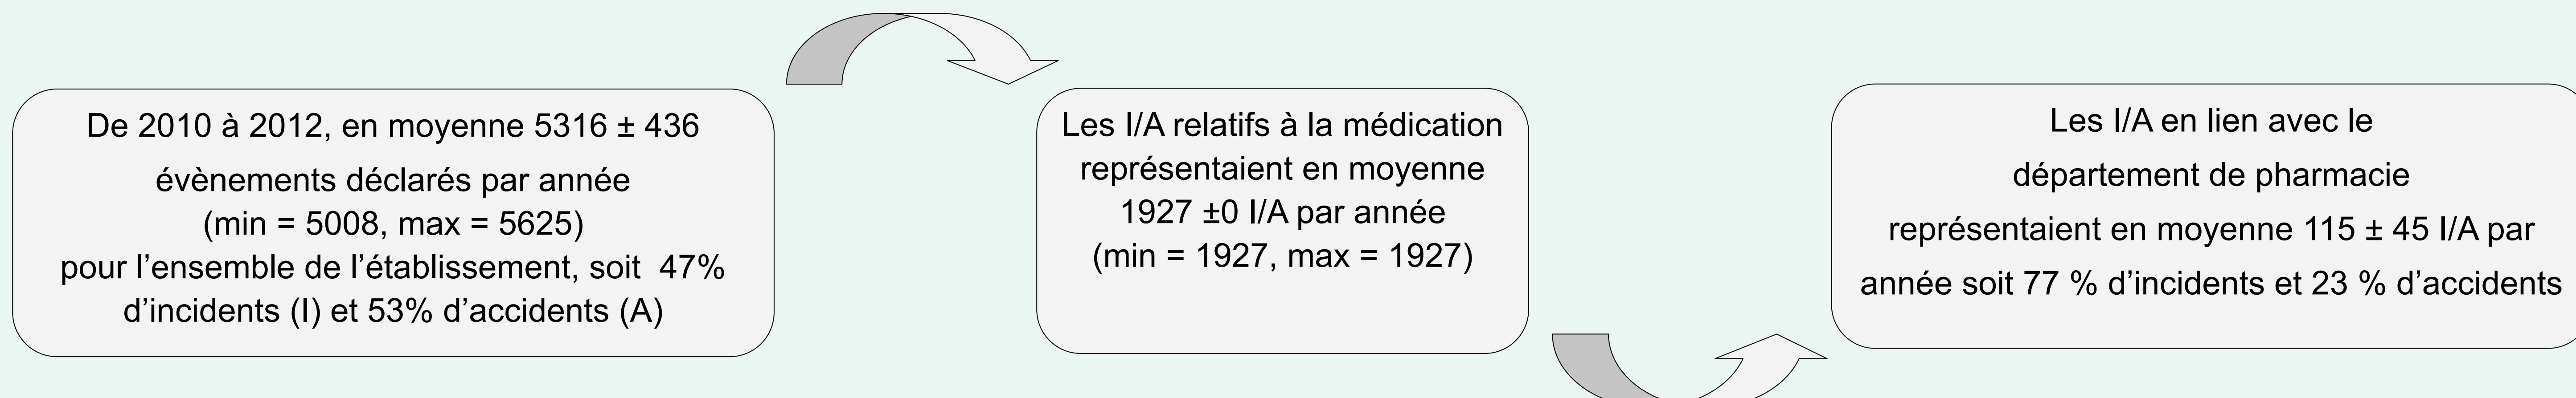 De 2010 à 2012, en moyenne 5316 ± 436
évènements déclarés par année
(min = 5008, max = 5625)
pour l’ensemble de l’établissement, soit  47%
d’incidents (I) et 53% d’accidents (A)
Les I/A relatifs à la médication
représentaient en moyenne
1927 ±0 I/A par année
(min = 1927, max = 1927)
Les I/A en lien avec le
département de pharmacie
représentaient en moyenne 115 ± 45 I/A par
année soit 77 % d’incidents et 23 % d’accidents